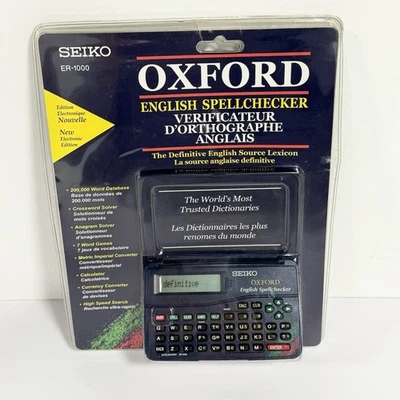 SEIKO
ER-1000
OXFORD
ENGLISH SPELLCHECKER
VERIFICATEUR
D'ORTHOGRAPHE
ANGLAIS
The Definitive English Source Lexicon
La source anglaise definitive
Edition
Electronique
Nouvelle
New
Electronic
Edition
• 200,000 Word Database
Base de données de
200.000 mots
• Crossword Solver
Solutionneur de
mots croisés
• Anagram Solver
Solutionneur
d'anagrammes
• 7 Word Games
7 jeux de vocabulaire
• Metric Imperial Converter
Convertisseur
métrique/impérial
• Calculator
Calculatrice
• Currency Converter
Convertisseur
de devises
• High Speed Search
Recherche ultra-rapide
The World's Most
Trusted Dictionaries
Les Dictionnaires les plus
renomes du monde
SEIKO
definitive
OXFORD
English Spellchecker
Q W E R T Y U I O P
A S D F G H J K L
Z X C V B N M
ENTER